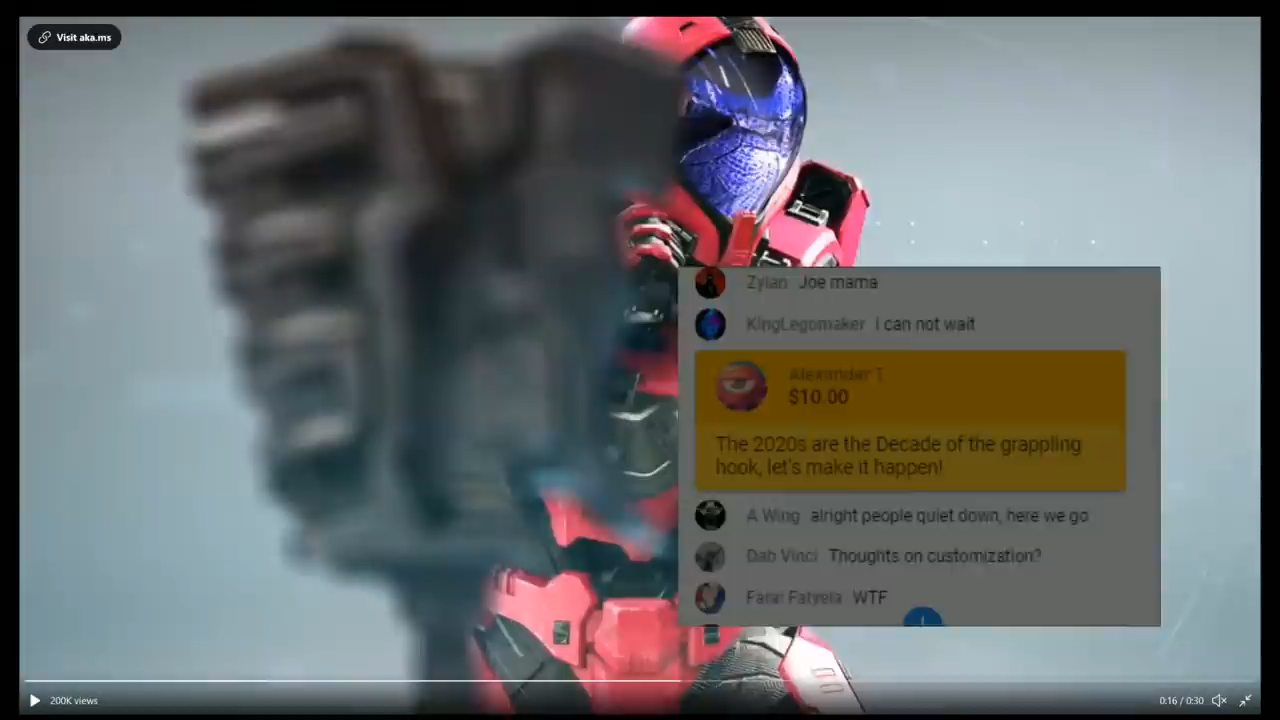 Visit aka.ms
Zylan Joe mama
KingLegomaker I can not wait
Alexander T
$10.00
The 2020s are the Decade of the grappling
hook, let's make it happen!
A Wing alright people quiet down, here we go
Dab Vinci Thoughts on customization?
WTF
200K views
0:16 / 0:30